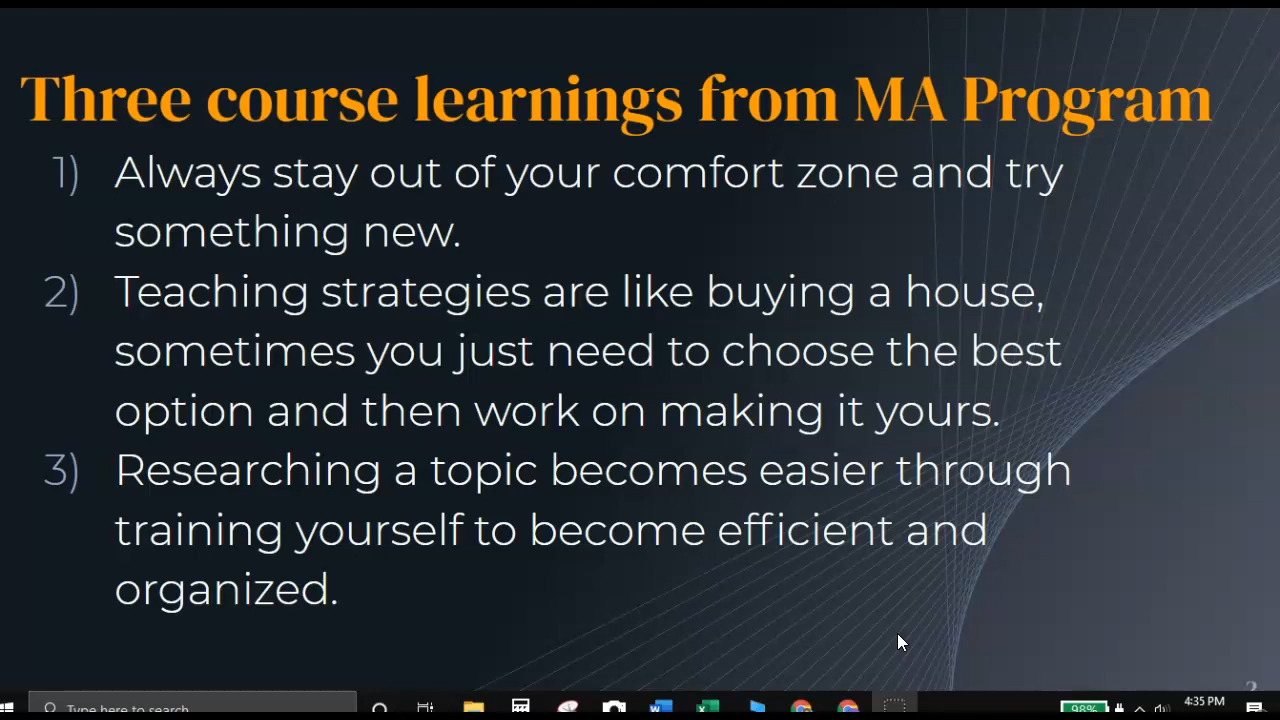 Three course learnings from MA Program
1) Always stay out of your comfort zone and try
something new.
2) Teaching strategies are like buying a house,
sometimes you just need to choose the best
option and then work on making it yours.
3) Researching a topic becomes easier through
training yourself to become efficient and
organized.
Type here to search
98%
4:35 PM